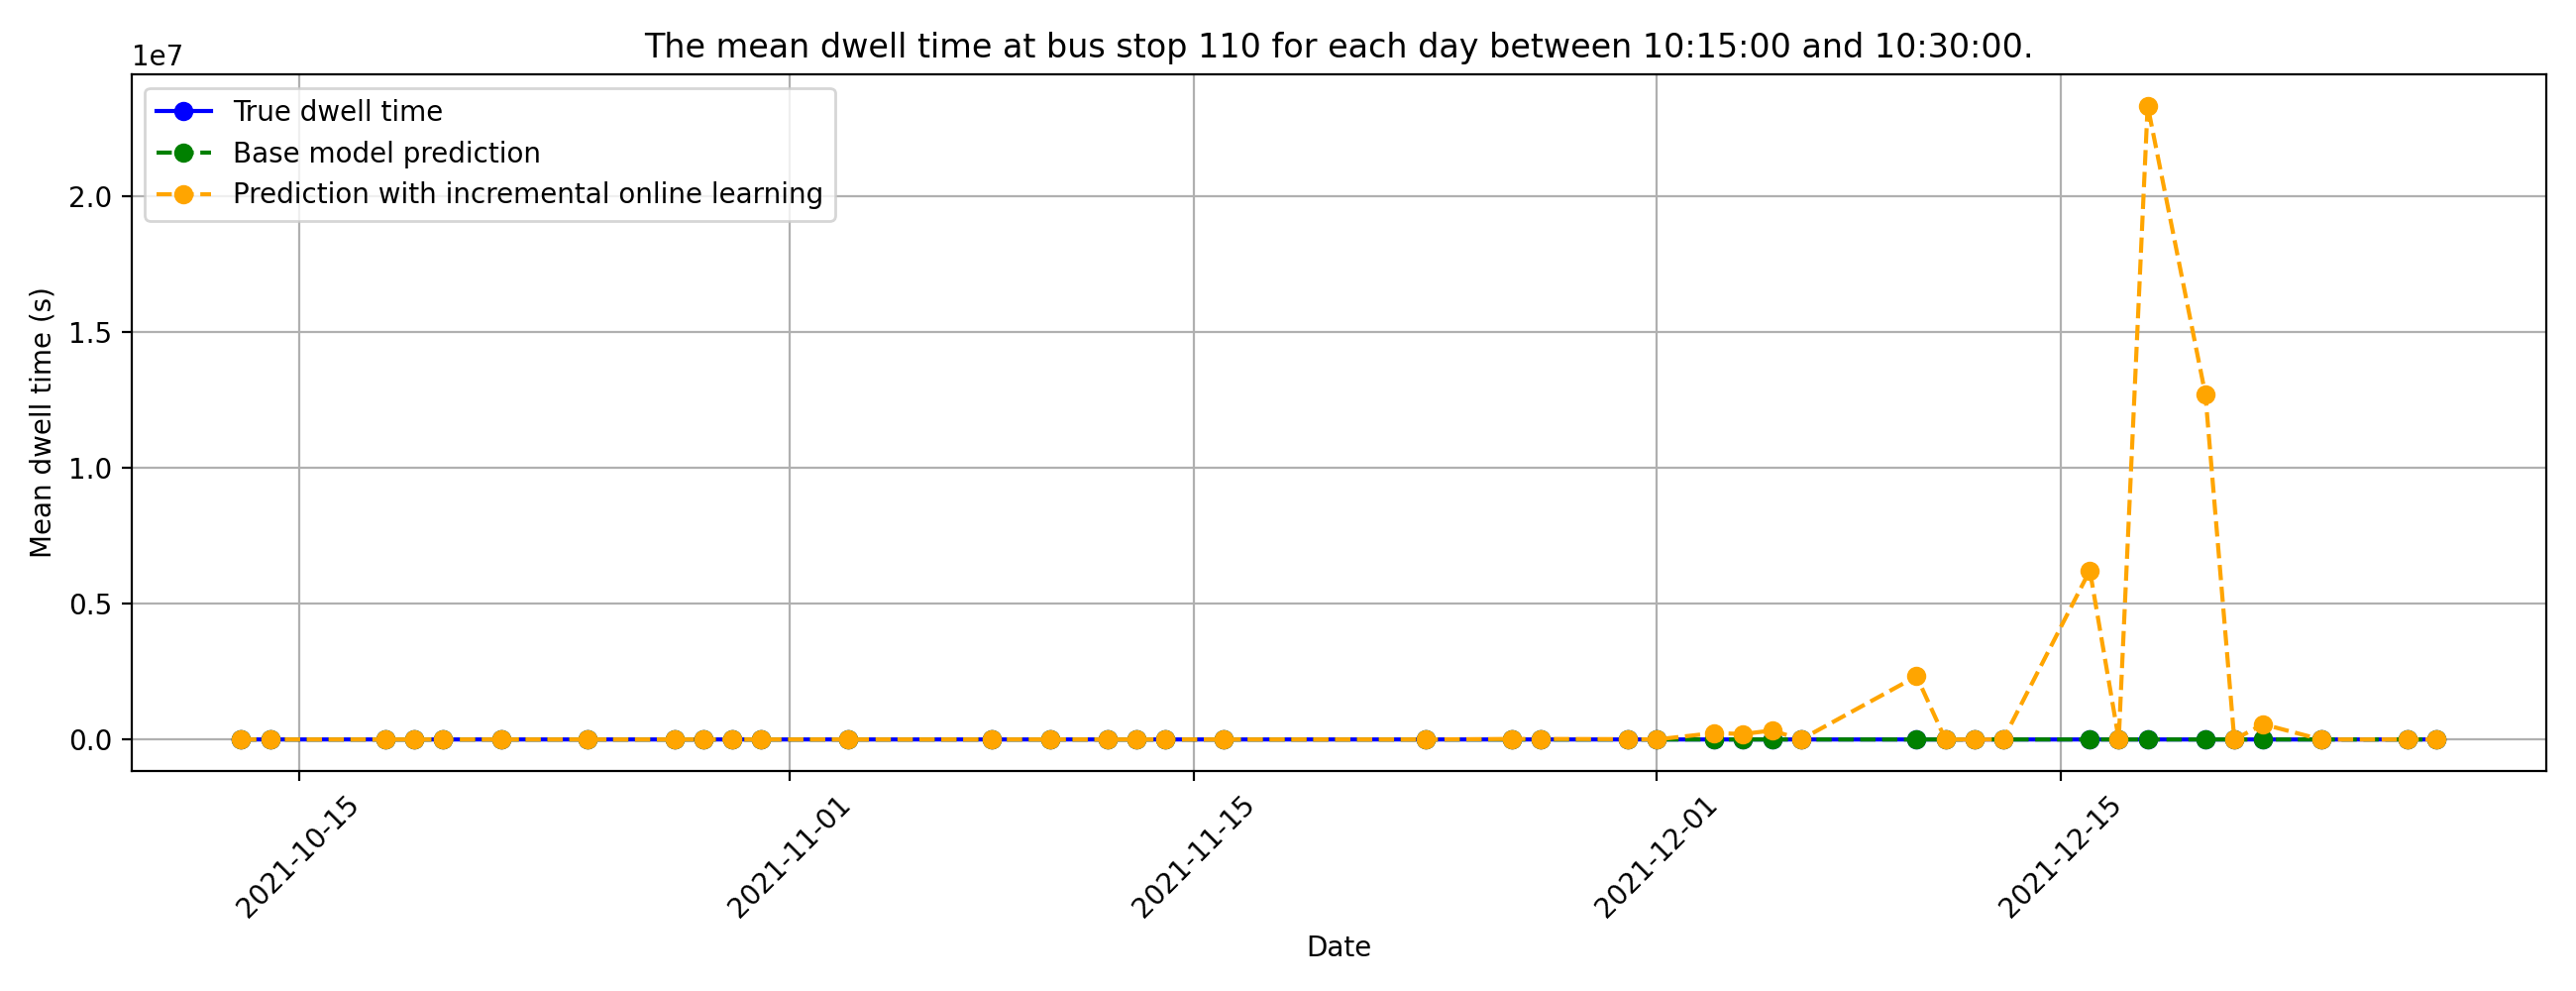 The mean dwell time at bus stop 110 for each day between 10:15:00 and 10:30:00.
1e7
True dwell time
Base model prediction
Prediction with incremental online learning
Mean dwell time (s)
2.0
1.5
1.0
0.5
0.0
2021-10-15
2021-11-01
2021-11-15
2021-12-01
2021-12-15
Date